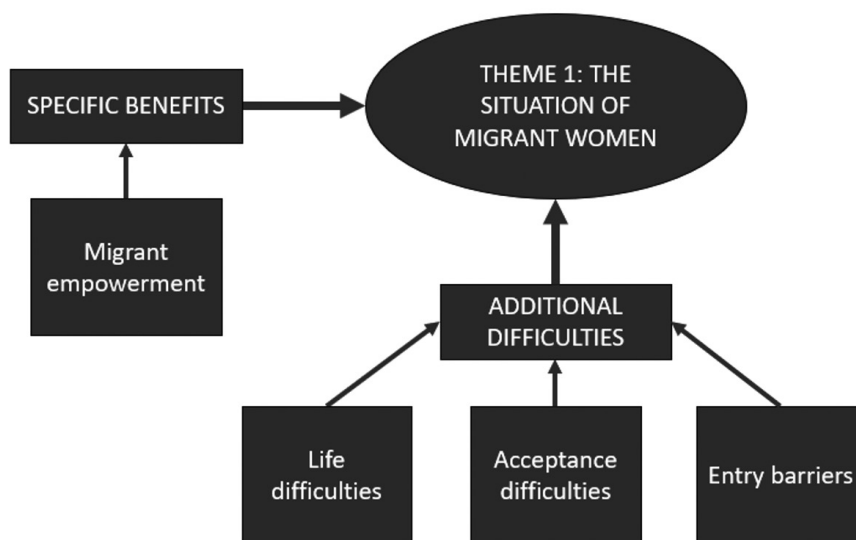 THEME 1: THE
SITUATION OF
MIGRANT WOMEN
SPECIFIC BENEFITS
Migrant
empowerment
ADDITIONAL
DIFFICULTIES
Life
difficulties
Acceptance
difficulties
Entry barriers